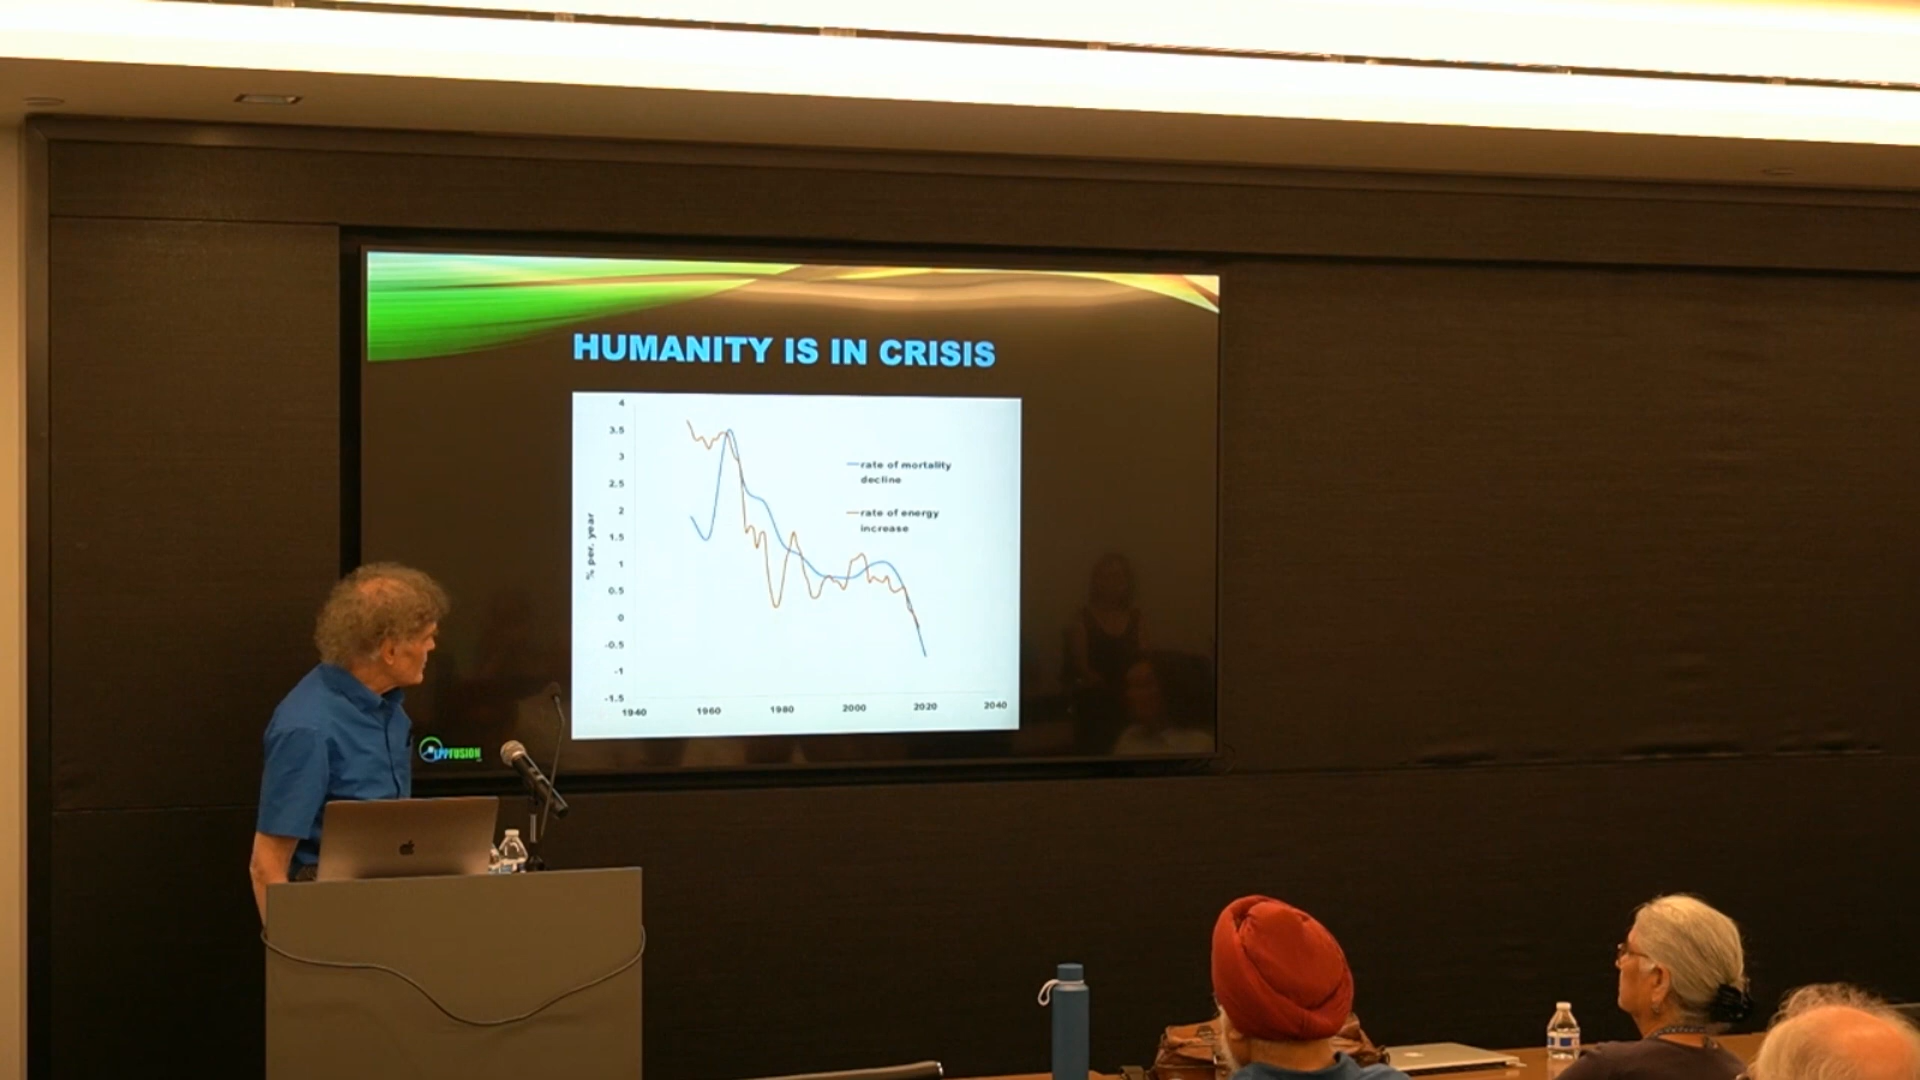 HUMANITY IS IN CRISIS
4
3.5
3
2.5
2
1.5
1
0.5
0
-0.5
-1
-1.5
% per. year
rate of mortality
decline
rate of energy
increase
1940 1960 1980 2000 2020 2040
LPPFUSION